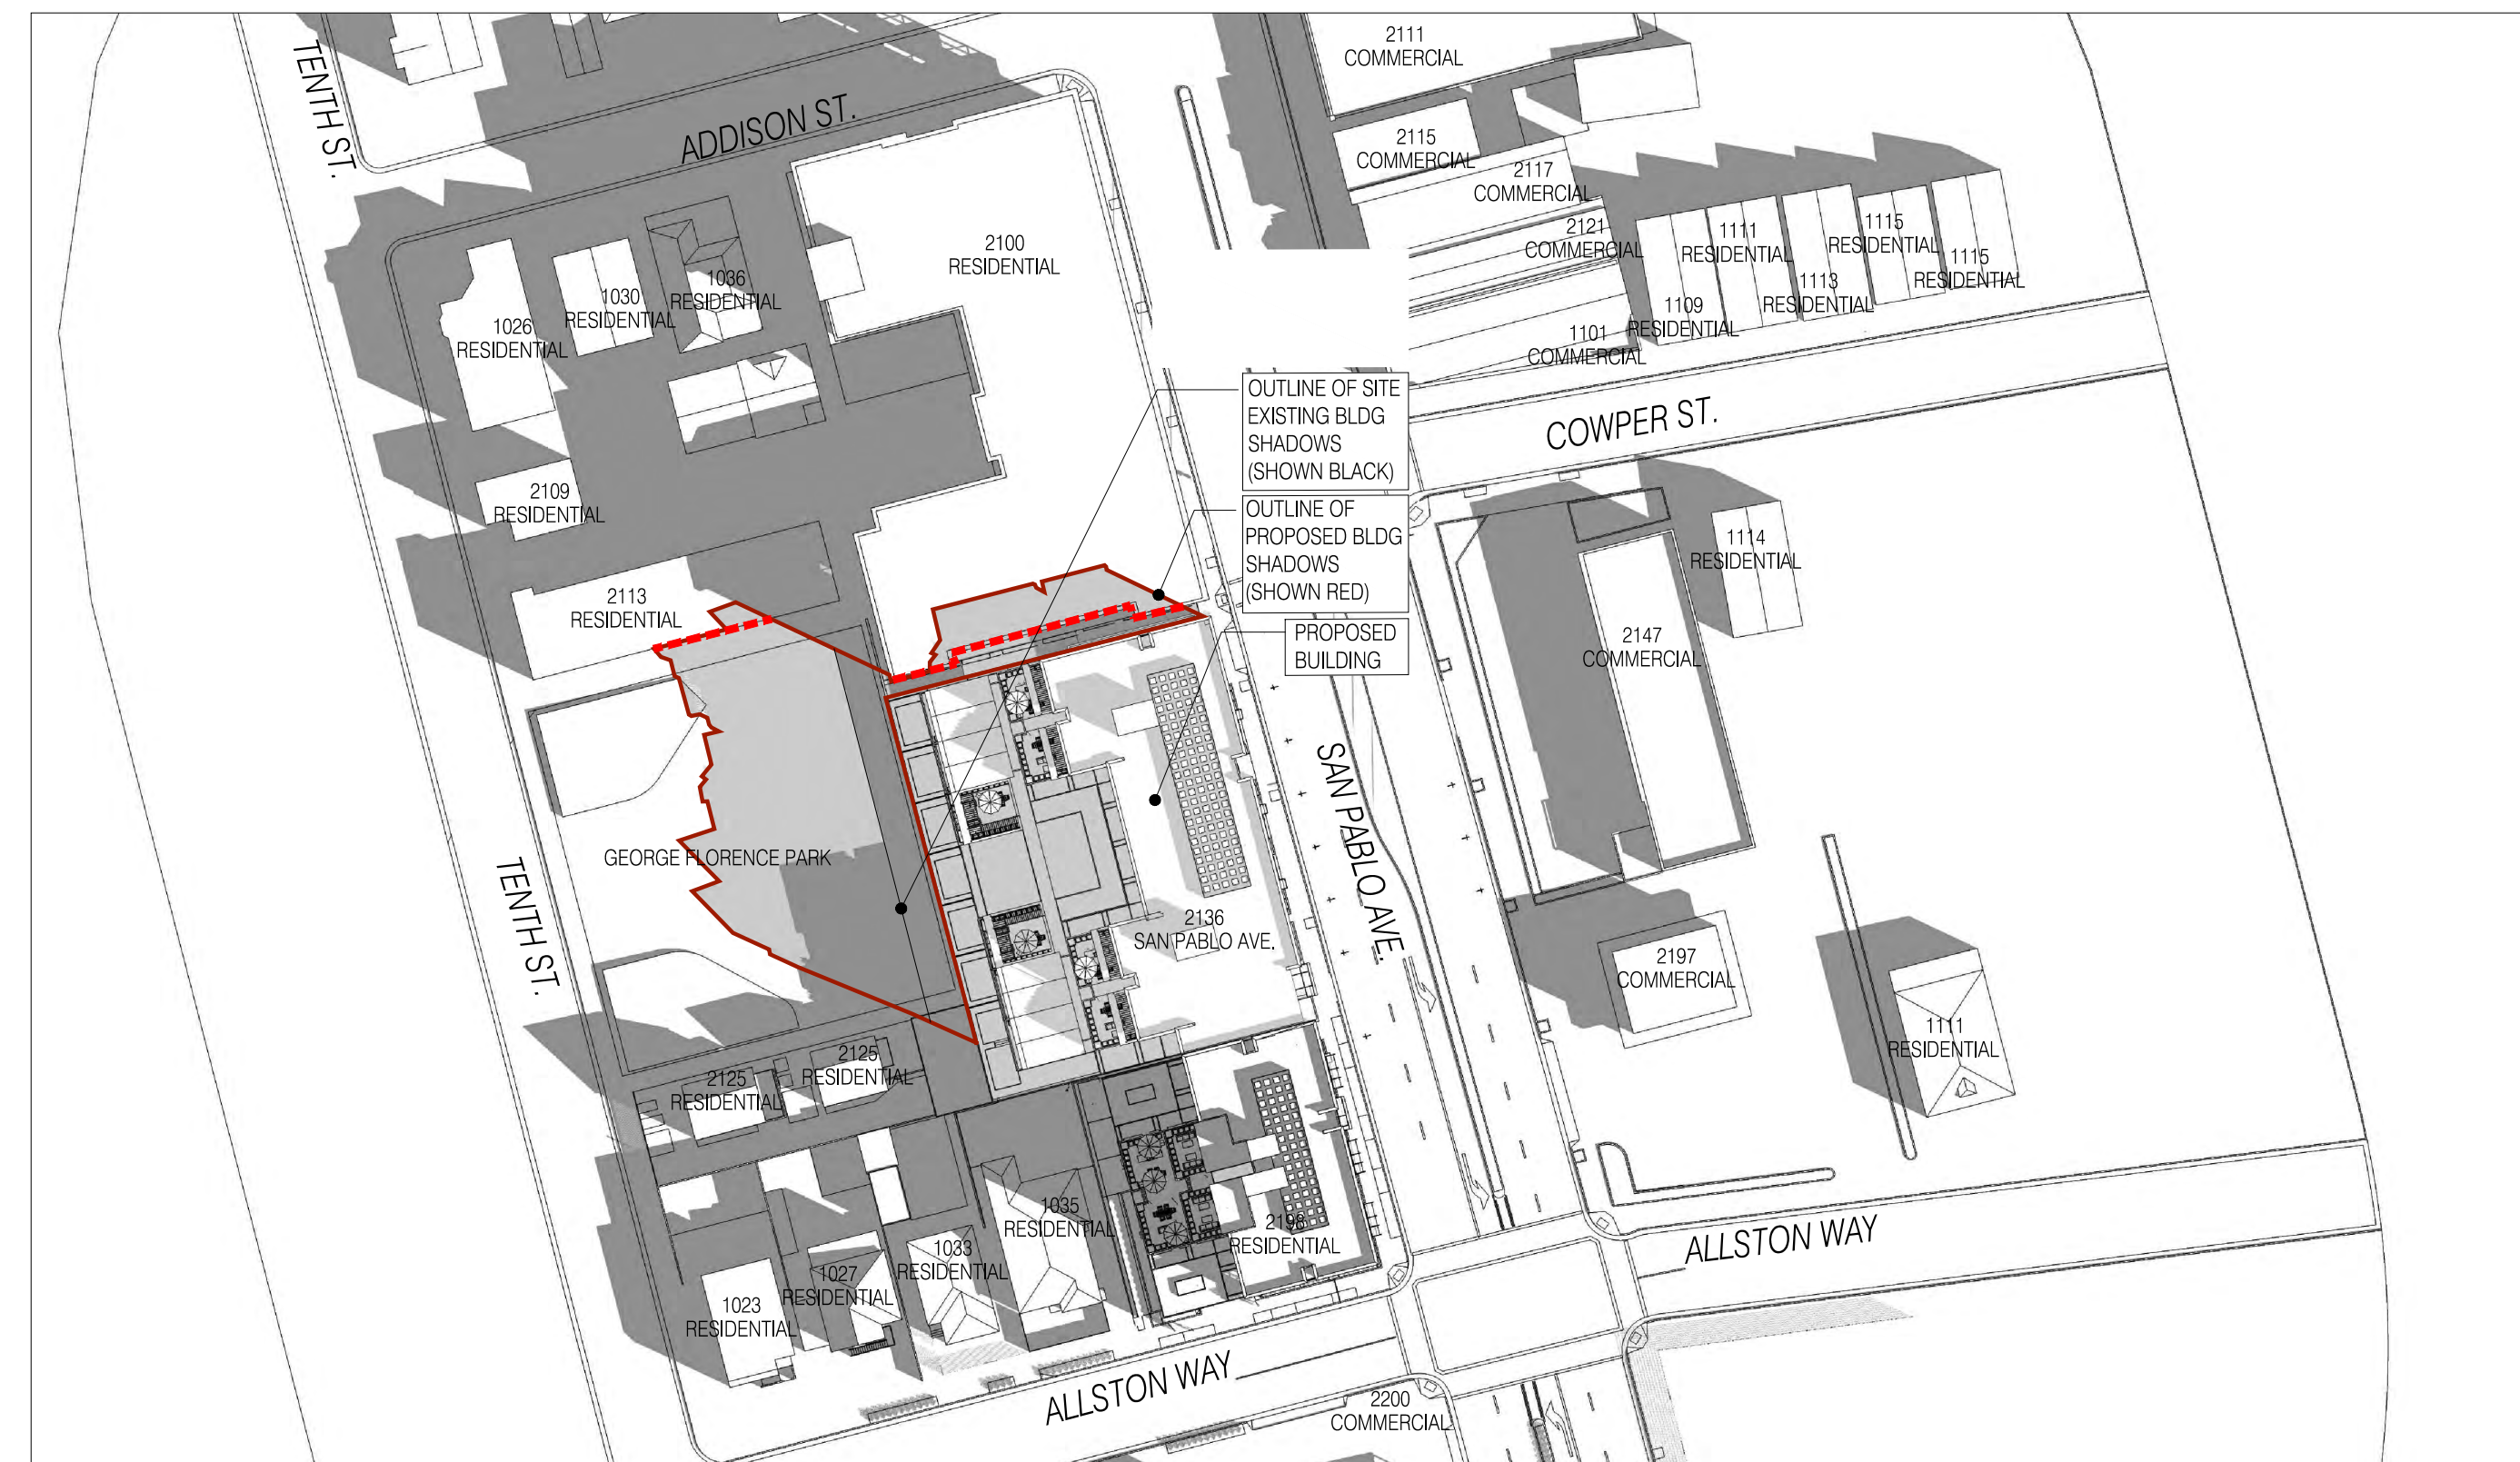 TENTH ST.
ADDISON ST.
2111
COMMERCIAL
2115
COMMERCIAL
2117
COMMERCIAL
2121
COMMERCIAL
1101
COMMERCIAL
1109
RESIDENTIAL
1111
RESIDENTIAL
1113
RESIDENTIAL
1115
RESIDENTIAL
1115
RESIDENTIAL
2100
RESIDENTIAL
1036
RESIDENTIAL
1030
RESIDENTIAL
1026
RESIDENTIAL
2109
RESIDENTIAL
2113
RESIDENTIAL
OUTLINE OF SITE
EXISTING BLDG
SHADOWS
(SHOWN BLACK)
OUTLINE OF
PROPOSED BLDG
SHADOWS
(SHOWN RED)
PROPOSED
BUILDING
COWPER ST.
1114
RESIDENTIAL
2147
COMMERCIAL
SAN PABLO AVE.
GEORGE FLORENCE PARK
TENTH ST.
2136
SAN PABLO AVE.
2197
COMMERCIAL
1111
RESIDENTIAL
2125
RESIDENTIAL
2125
RESIDENTIAL
1035
RESIDENTIAL
2198
RESIDENTIAL
1033
RESIDENTIAL
1027
RESIDENTIAL
1023
RESIDENTIAL
ALLSTON WAY
ALLSTON WAY
2200
COMMERCIAL